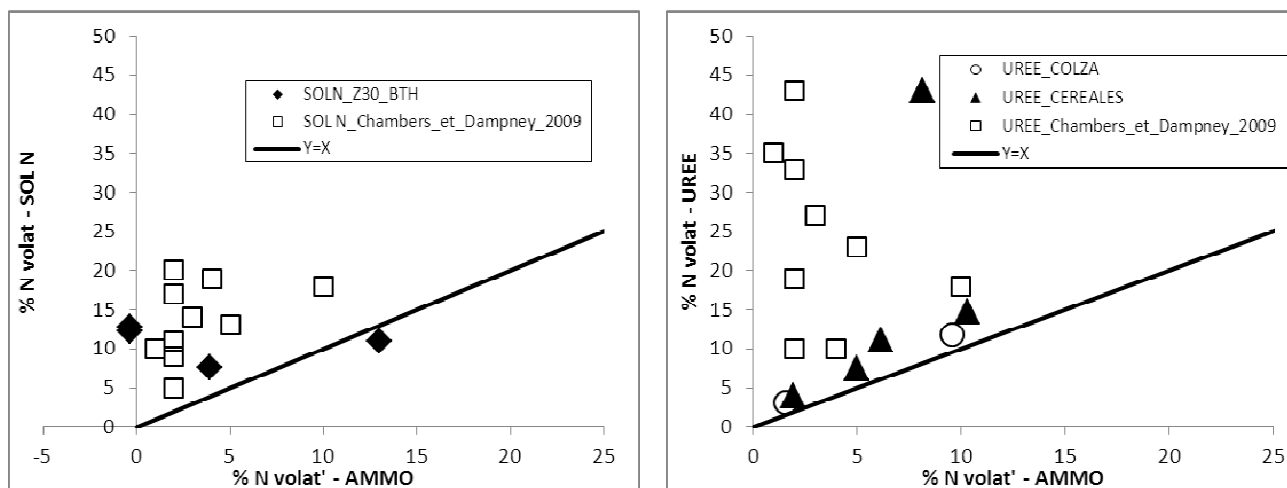 50
45
40
35
30
25
20
15
10
5
0
% N volat - SOL N
SOLN_Z30_BTH
SOL N_Chambers_et_Dampney_2009
Y=X
-5 0 5 10 15 20 25
% N volat' - AMMO
50
45
40
35
30
25
20
15
10
5
0
% N volat - UREE
UREE_COLZA
UREE_CEREALES
UREE_Chambers_et_Dampney_2009
Y=X
0 5 10 15 20 25
% N volat' - AMMO